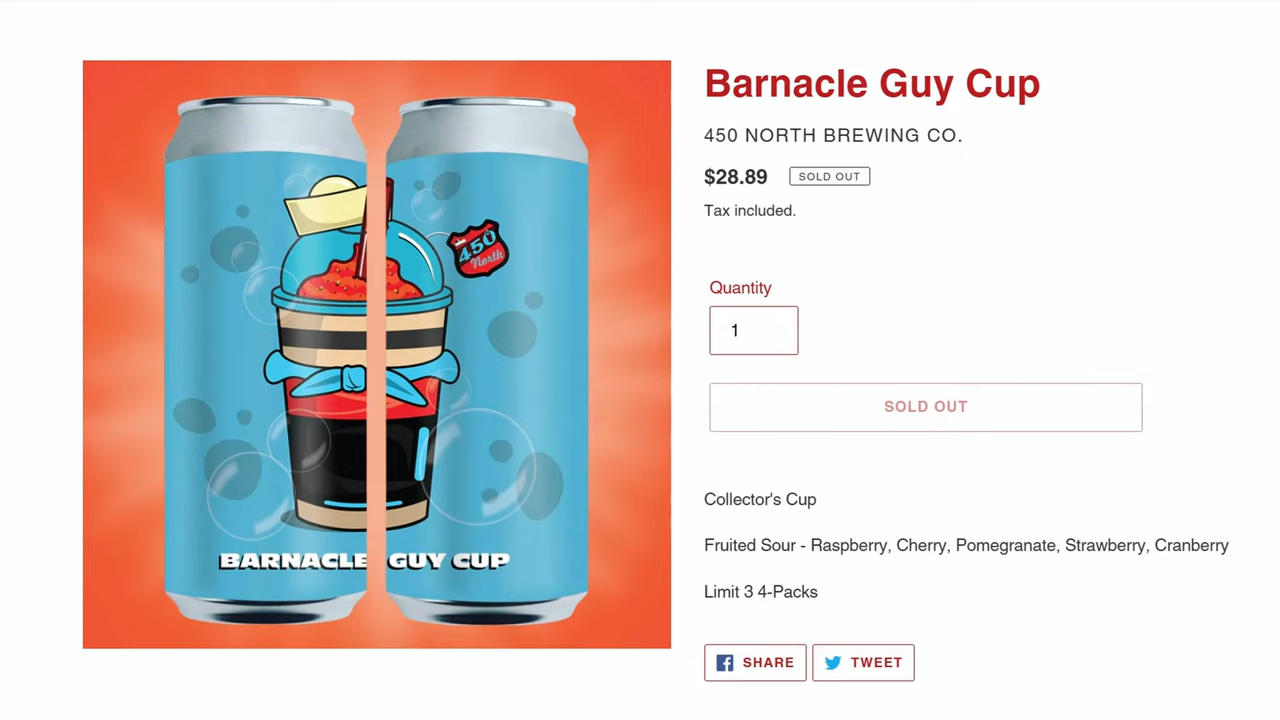 Barnacle Guy Cup
450 NORTH BREWING CO.
$28.89 SOLD OUT
Tax included.
Quantity
1
SOLD OUT
Collector's Cup
Fruited Sour - Raspberry, Cherry, Pomegranate, Strawberry, Cranberry
Limit 3 4-Packs
SHARE TWEET
450
North
BARNACLE GUY CUP